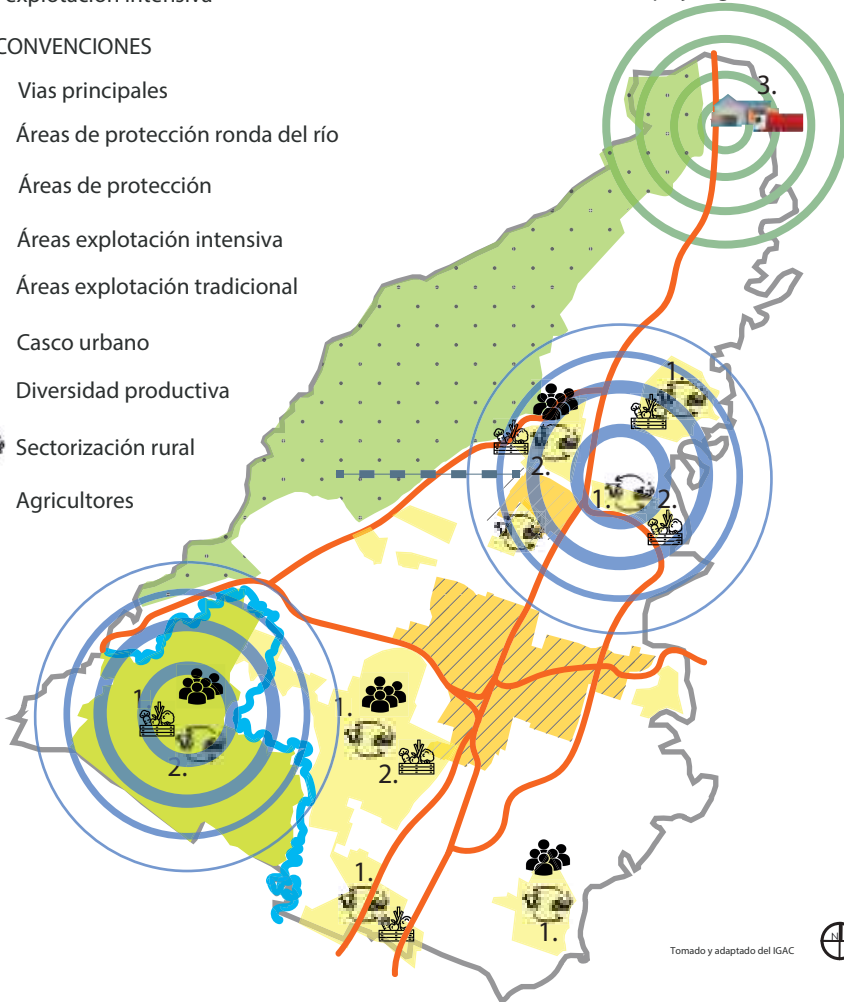 explotación intensiva
CONVENCIONES
Vias principales
Áreas de protección ronda del río
Áreas de protección
Áreas explotación intensiva
Áreas explotación tradicional
Casco urbano
Diversidad productiva
Sectorización rural
Agricultores
3.
1.
2.
1.
2.
1.
2.
1.
2.
1.
1.
Tomado y adaptado del IGAC
N